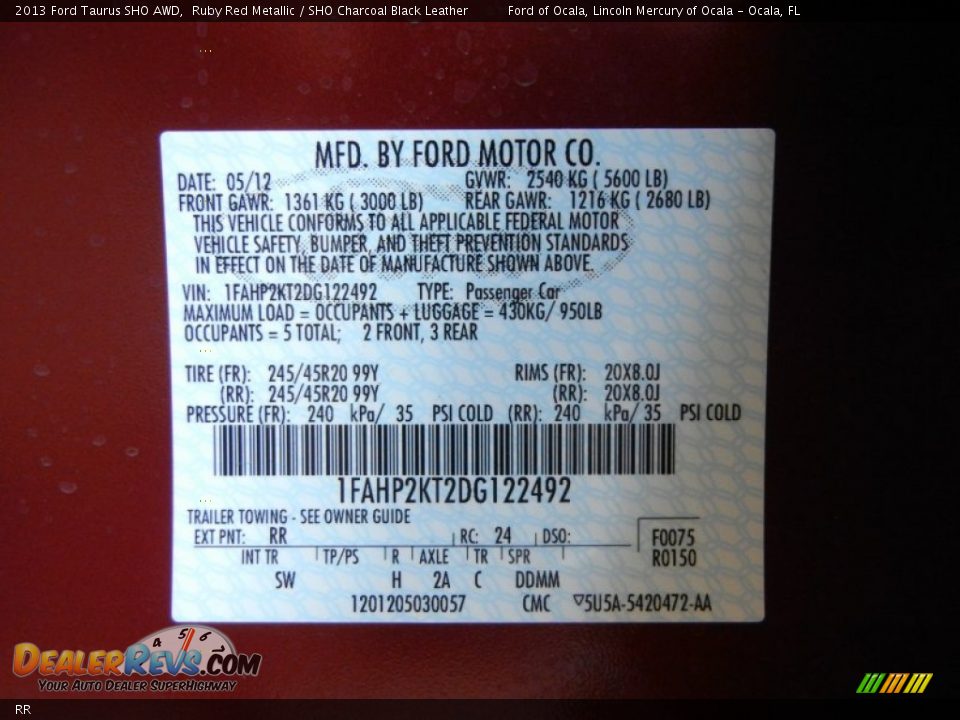 2013 Ford Taurus SHO AWD, Ruby Red Metallic / SHO Charcoal Black Leather Ford of Ocala, Lincoln Mercury of Ocala - Ocala, FL
MFD. BY FORD MOTOR CO.
DATE: 05/12 GVWR: 2540 KG ( 5600 LB)
FRONT GAWR: 1361 KG ( 3000 LB) REAR GAWR: 1216 KG ( 2680 LB)
THIS VEHICLE CONFORMS TO ALL APPLICABLE FEDERAL MOTOR
VEHICLE SAFETY, BUMPER, AND THEFT PREVENTION STANDARDS
IN EFFECT ON THE DATE OF MANUFACTURE SHOWN ABOVE.
VIN: 1FAHP2KT2DG122492 TYPE: Passenger Car
MAXIMUM LOAD = OCCUPANTS + LUGGAGE = 430KG/ 950LB
OCCUPANTS = 5 TOTAL; 2 FRONT, 3 REAR
TIRE (FR): 245/45R20 99Y RIMS (FR): 20X8.0J
(RR): 245/45R20 99Y (RR): 20X8.0J
PRESSURE (FR): 240 kPa/ 35 PSI COLD (RR): 240 kPa/ 35 PSI COLD
1FAHP2KT2DG122492
TRAILER TOWING - SEE OWNER GUIDE
EXT PNT: RR RC: 24 DSO: F0075
INT TR TP/PS R AXLE TR SPR R0150
SW H 2A C DDMM
1201205030057 CMC ▽5U5A-5420472-AA
4 5 6
DEALERREVS.COM
YOUR AUTO DEALER SUPERHIGHWAY
RR